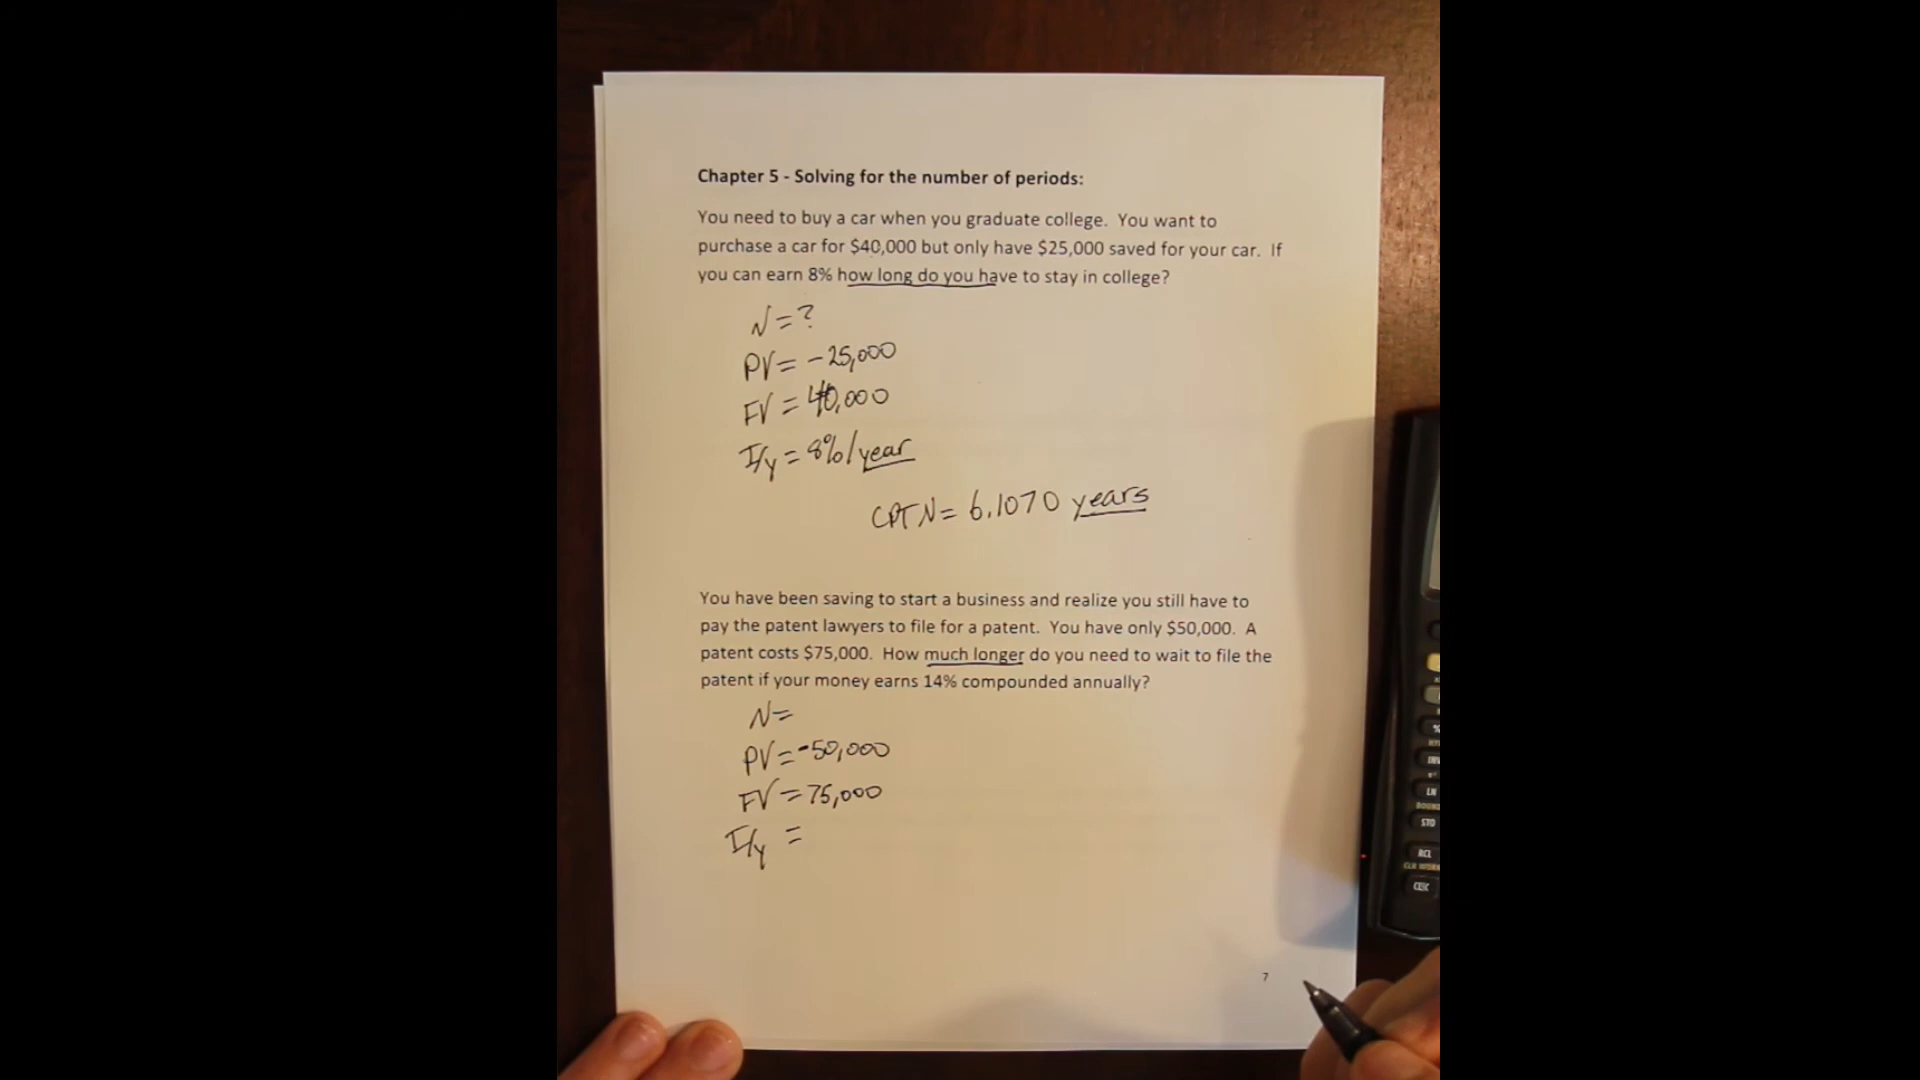 Chapter 5 - Solving for the number of periods:
You need to buy a car when you graduate college. You want to
purchase a car for $40,000 but only have $25,000 saved for your car. If
you can earn 8% how long do you have to stay in college?
N = ?
PV = -25,000
FV = 40,000
I/y = 8%/year
CPT N = 6.1070 years
You have been saving to start a business and realize you still have to
pay the patent lawyers to file for a patent. You have only $50,000. A
patent costs $75,000. How much longer do you need to wait to file the
patent if your money earns 14% compounded annually?
N =
PV = -50,000
FV = 75,000
I/y =
7
%
LN
STO
RCL
CE|C